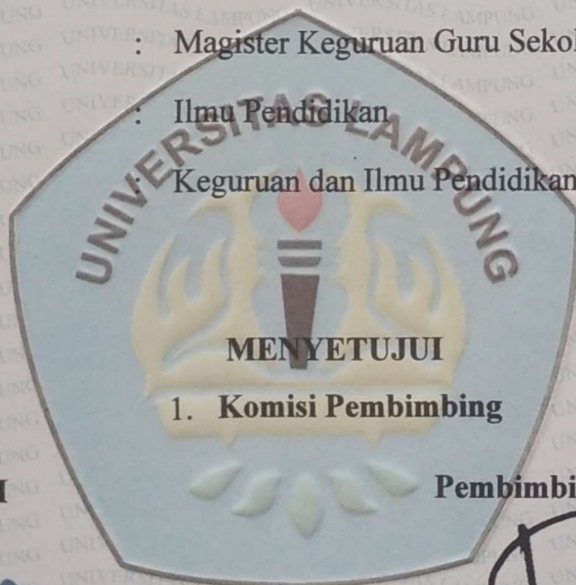 : Magister Keguruan Guru Sekol
: Ilmu Pendidikan
: Keguruan dan Ilmu Pendidikan
UNIVERSITAS LAMPUNG
MENYETUJUI
1. Komisi Pembimbing
I Pembimbi